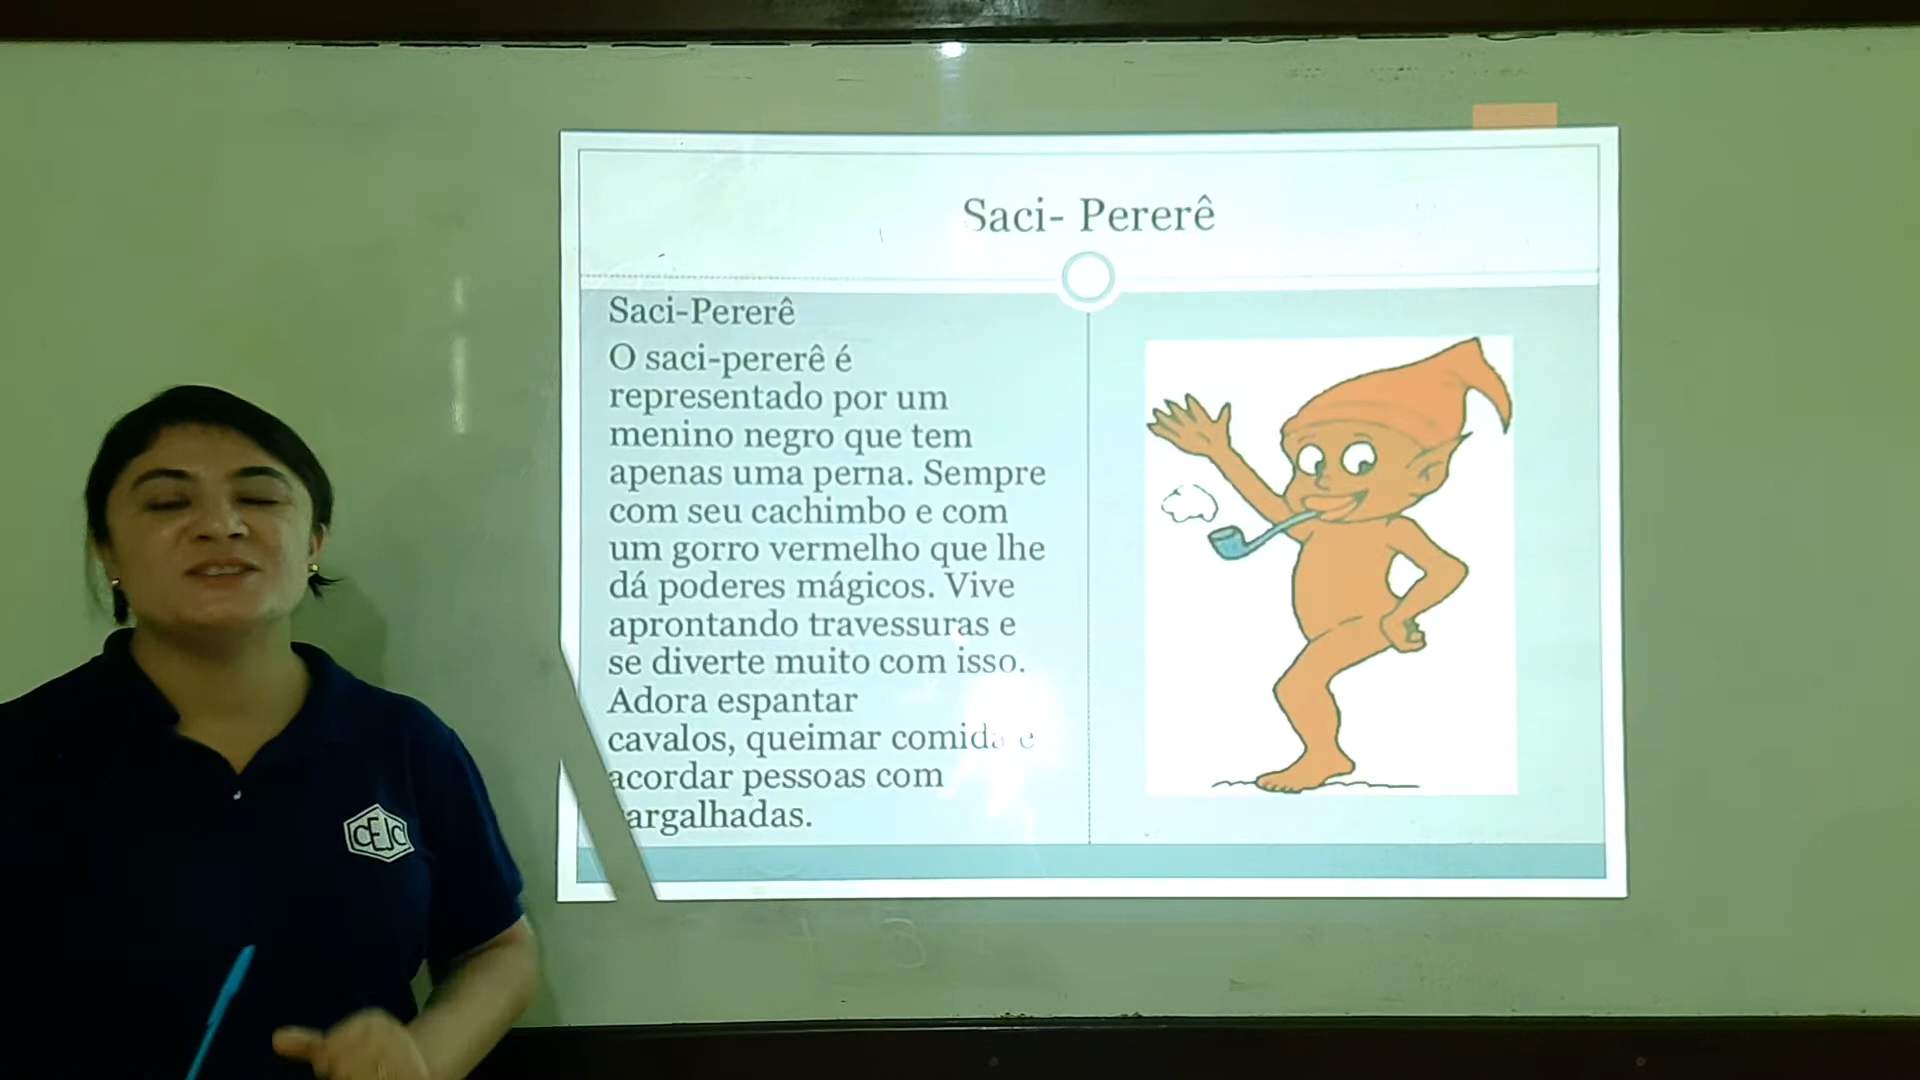 Saci- Pererê
Saci-Pererê
O saci-pererê é
representado por um
menino negro que tem
apenas uma perna. Sempre
com seu cachimbo e com
um gorro vermelho que lhe
dá poderes mágicos. Vive
aprontando travessuras e
se diverte muito com isso.
Adora espantar
cavalos, queimar comida e
acordar pessoas com
gargalhadas.
CEJC